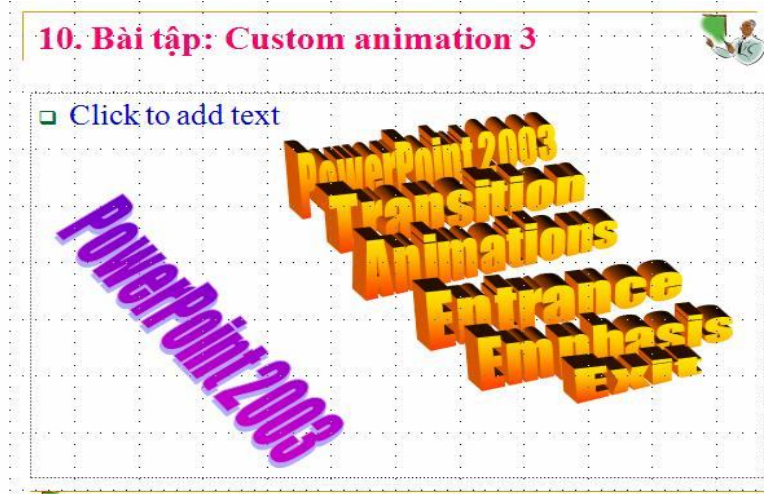 10. Bài tập: Custom animation 3
Click to add text
PowerPoint 2003
Transition
Animations
Entrance
Emphasis
Exit
PowerPoint 2003